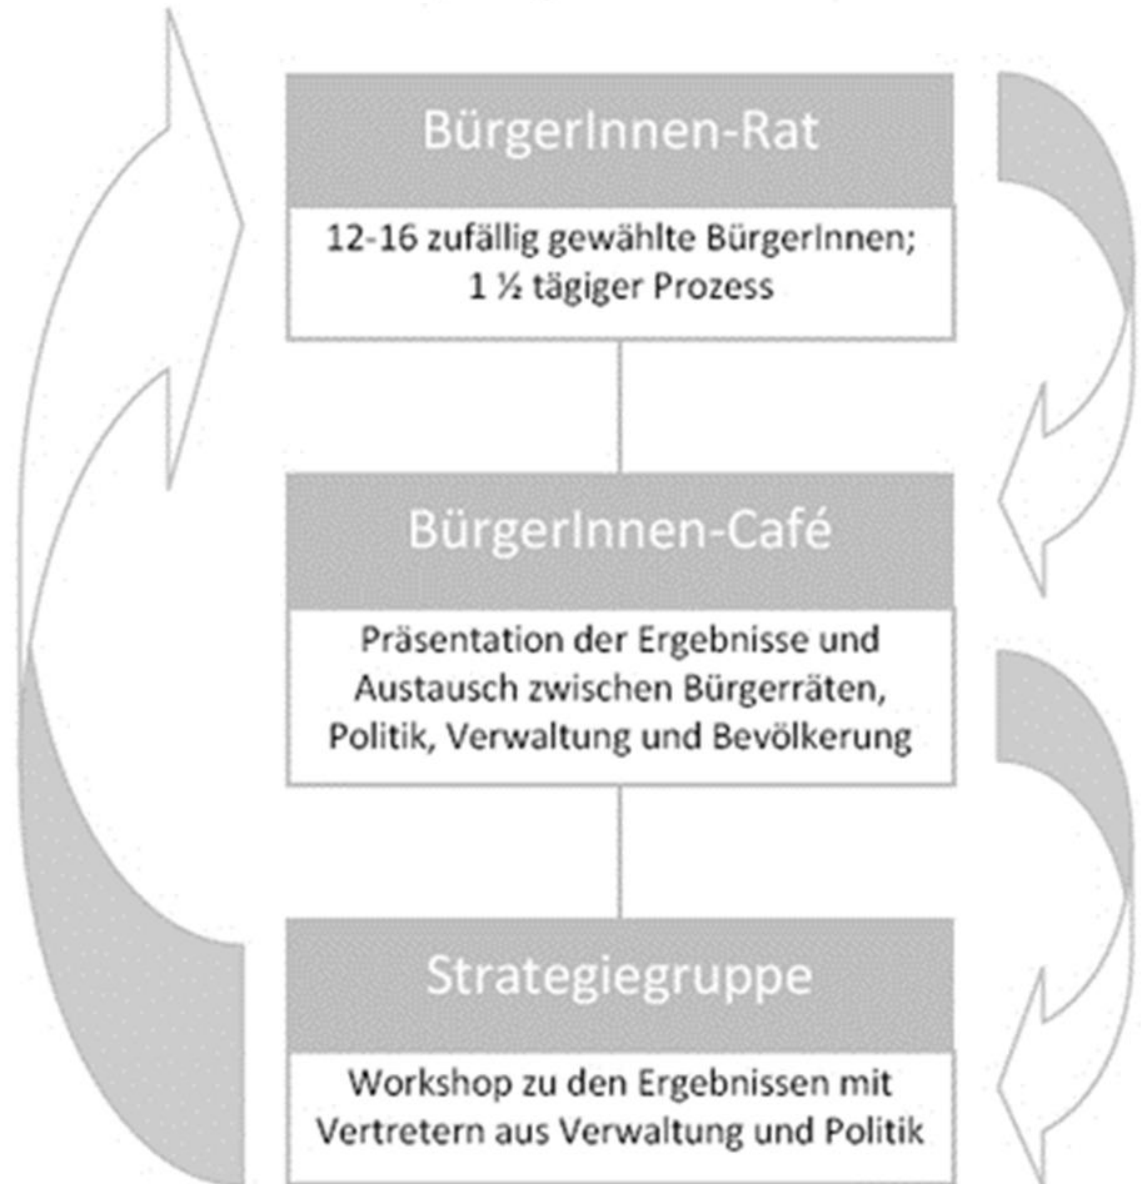 BürgerInnen-Rat
12-16 zufällig gewählte BürgerInnen;
1 ½ tägiger Prozess
BürgerInnen-Café
Präsentation der Ergebnisse und
Austausch zwischen Bürgerräten,
Politik, Verwaltung und Bevölkerung
Strategiegruppe
Workshop zu den Ergebnissen mit
Vertretern aus Verwaltung und Politik